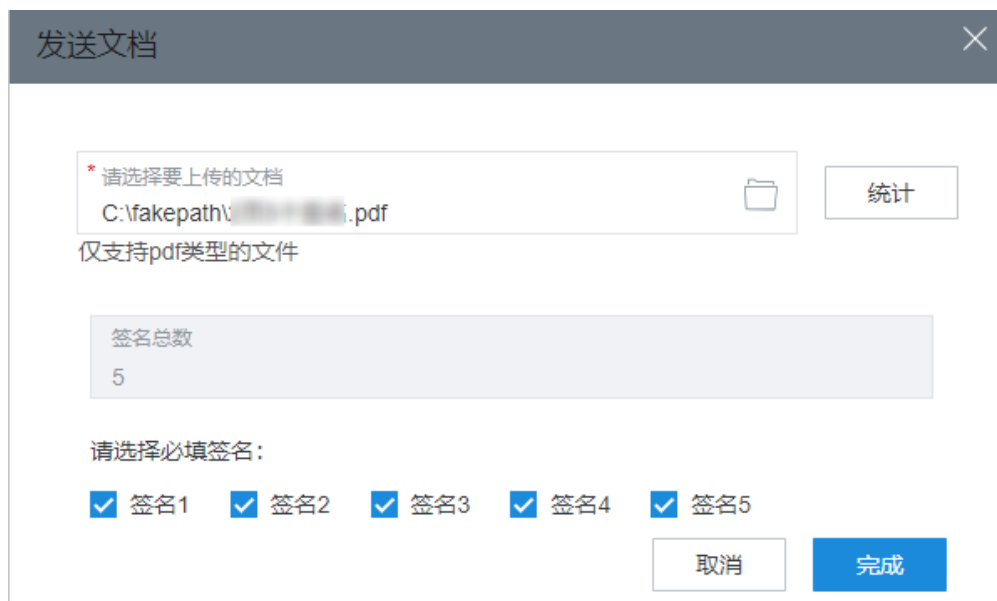 发送文档
* 请选择要上传的文档
C:\fakepath\ .pdf
统计
仅支持pdf类型的文件
签名总数
5
请选择必填签名：
签名1 签名2 签名3 签名4 签名5
取消 完成